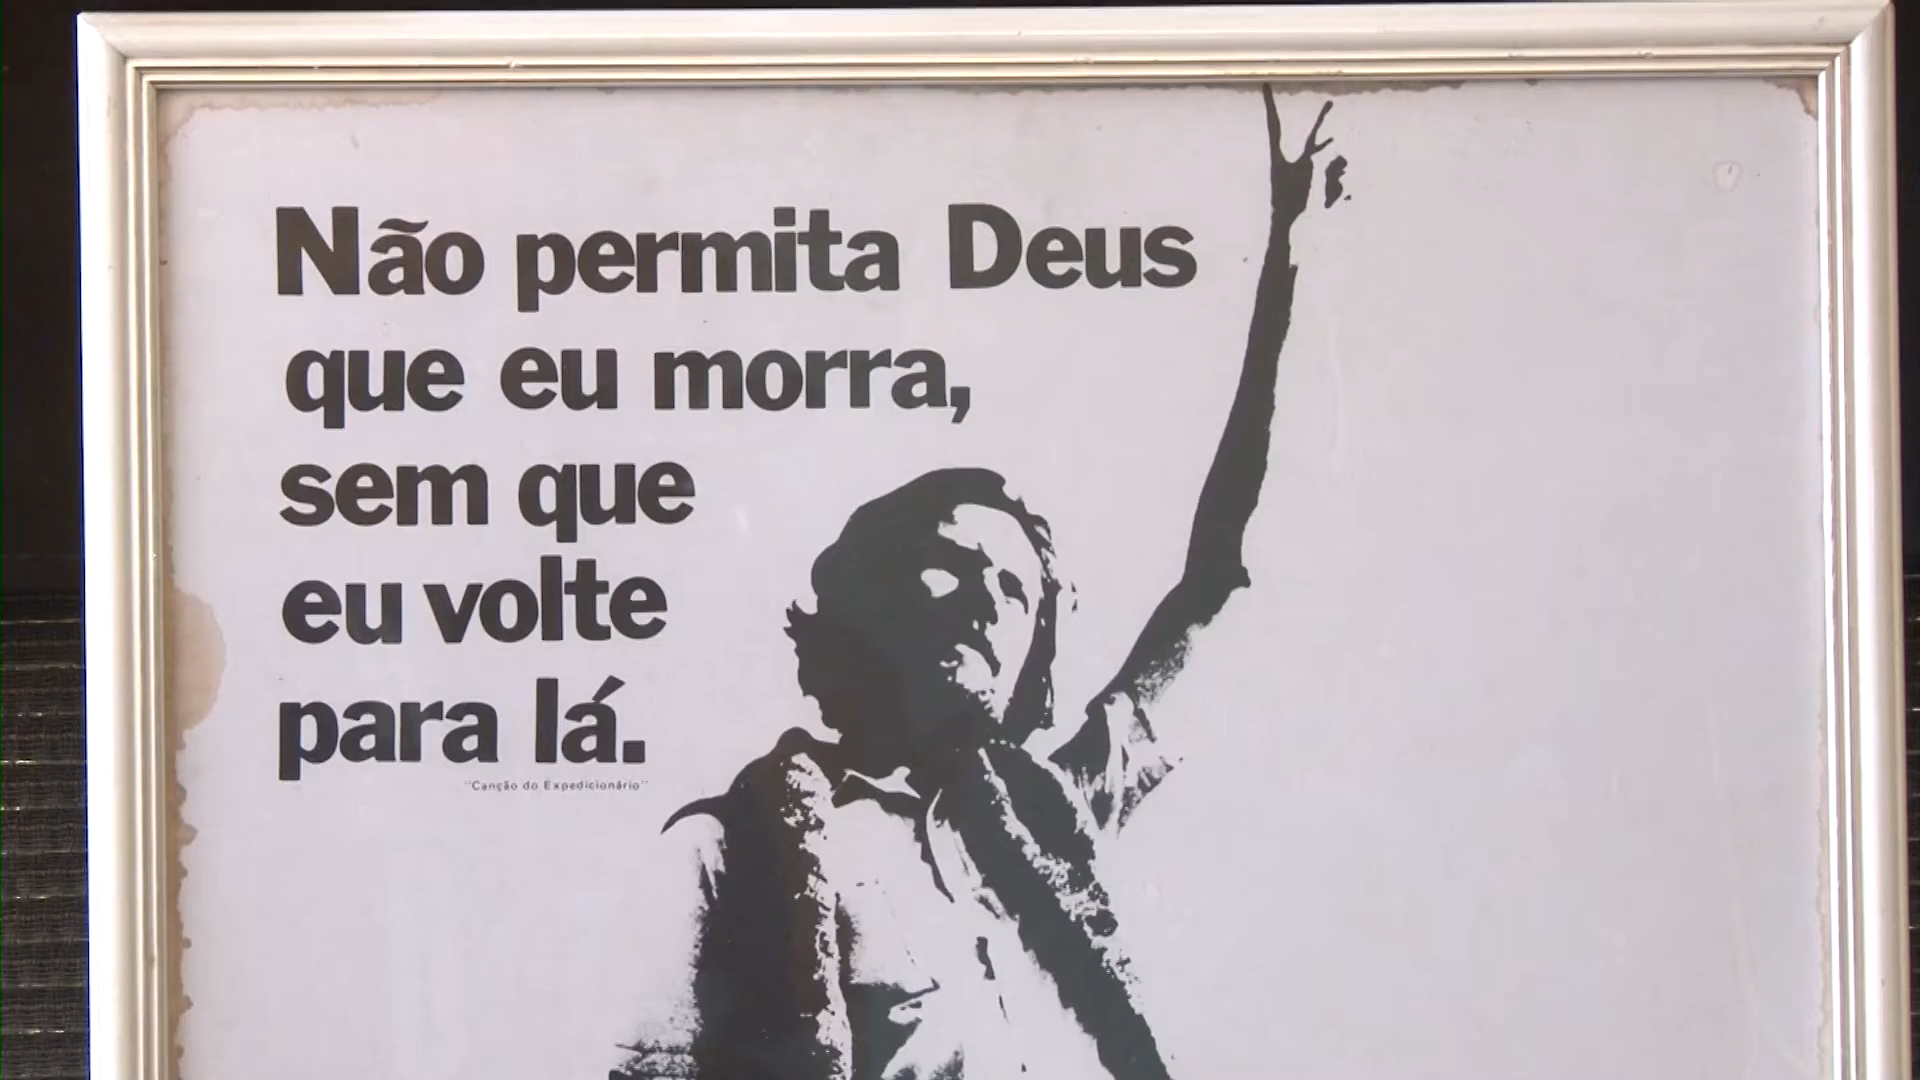 Não permita Deus
que eu morra,
sem que
eu volte
para lá.
"Canção do Expedicionário"